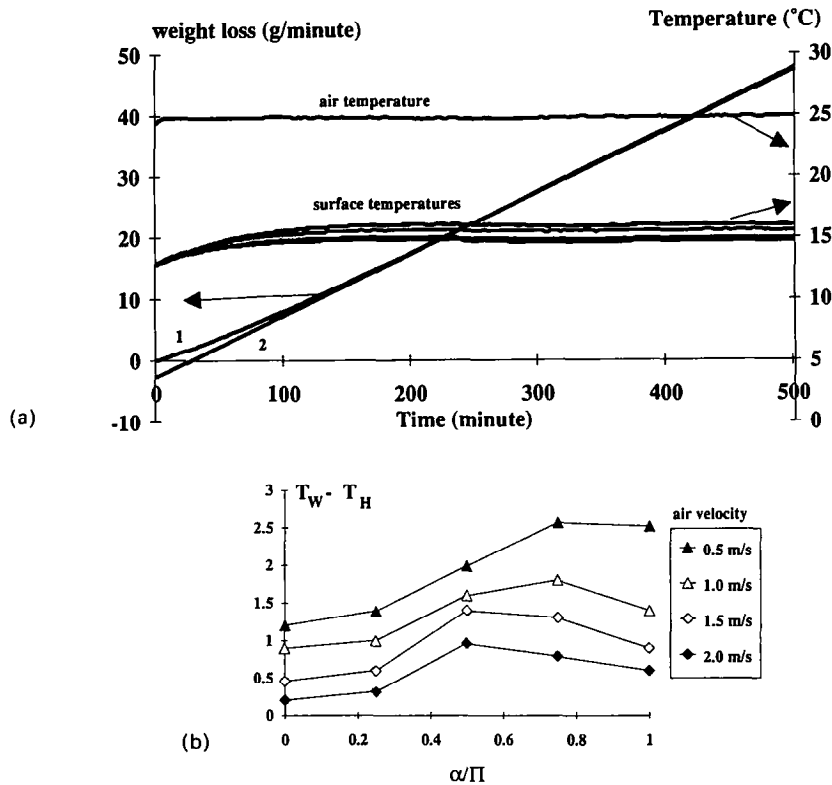 weight loss (g/minute)
Temperature (°C)
50
40
30
20
10
0
-10
30
25
20
15
10
5
0
air temperature
surface temperatures
1
2
0
100
200
300
400
500
Time (minute)
(a)
3
2.5
2
1.5
1
0.5
0
T_W - T_H
air velocity
0.5 m/s
1.0 m/s
1.5 m/s
2.0 m/s
0
0.2
0.4
0.6
0.8
1
(b)
α/Π